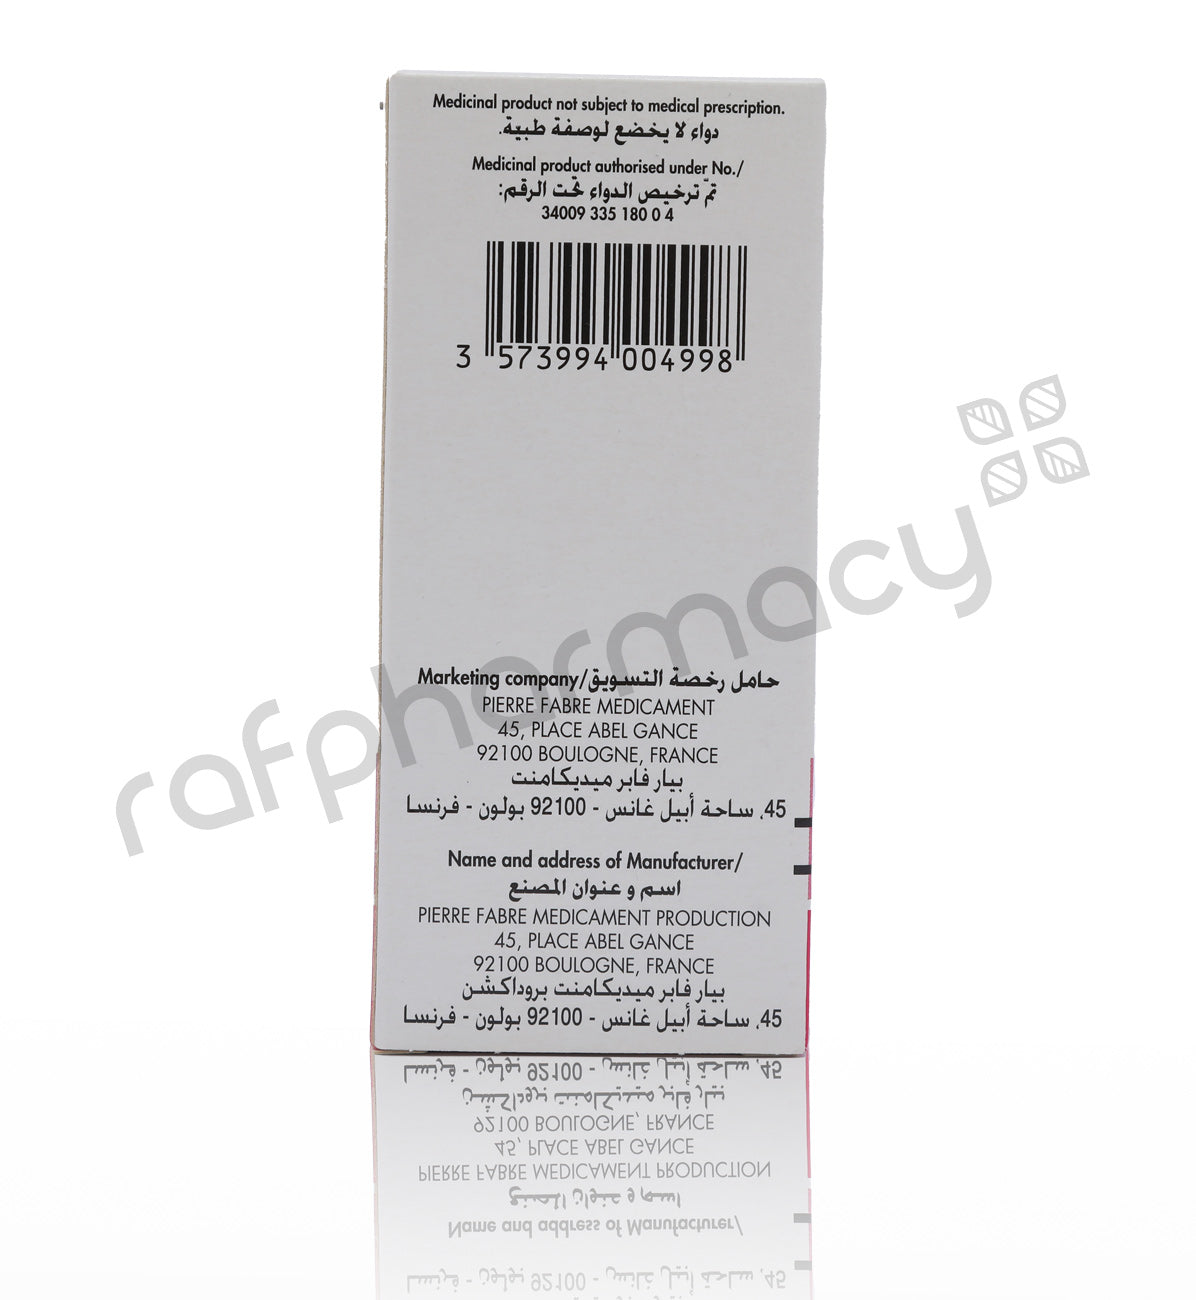 Medicinal product not subject to medical prescription.
دواء لا يخضع لوصفة طبية.
Medicinal product authorised under No./
تمّ ترخيص الدواء تحت الرقم:
34009 335 180 0 4
3 573994 004998
rafpharmacy
Marketing company/حامل رخصة التسويق
PIERRE FABRE MEDICAMENT
45, PLACE ABEL GANCE
92100 BOULOGNE, FRANCE
بيار فابر ميديكامنت
45، ساحة أبيل غانس - 92100 بولون - فرنسا
Name and address of Manufacturer/
اسم و عنوان المصنع
PIERRE FABRE MEDICAMENT PRODUCTION
45, PLACE ABEL GANCE
92100 BOULOGNE, FRANCE
بيار فابر ميديكامنت بروداكشن
45، ساحة أبيل غانس - 92100 بولون - فرنسا